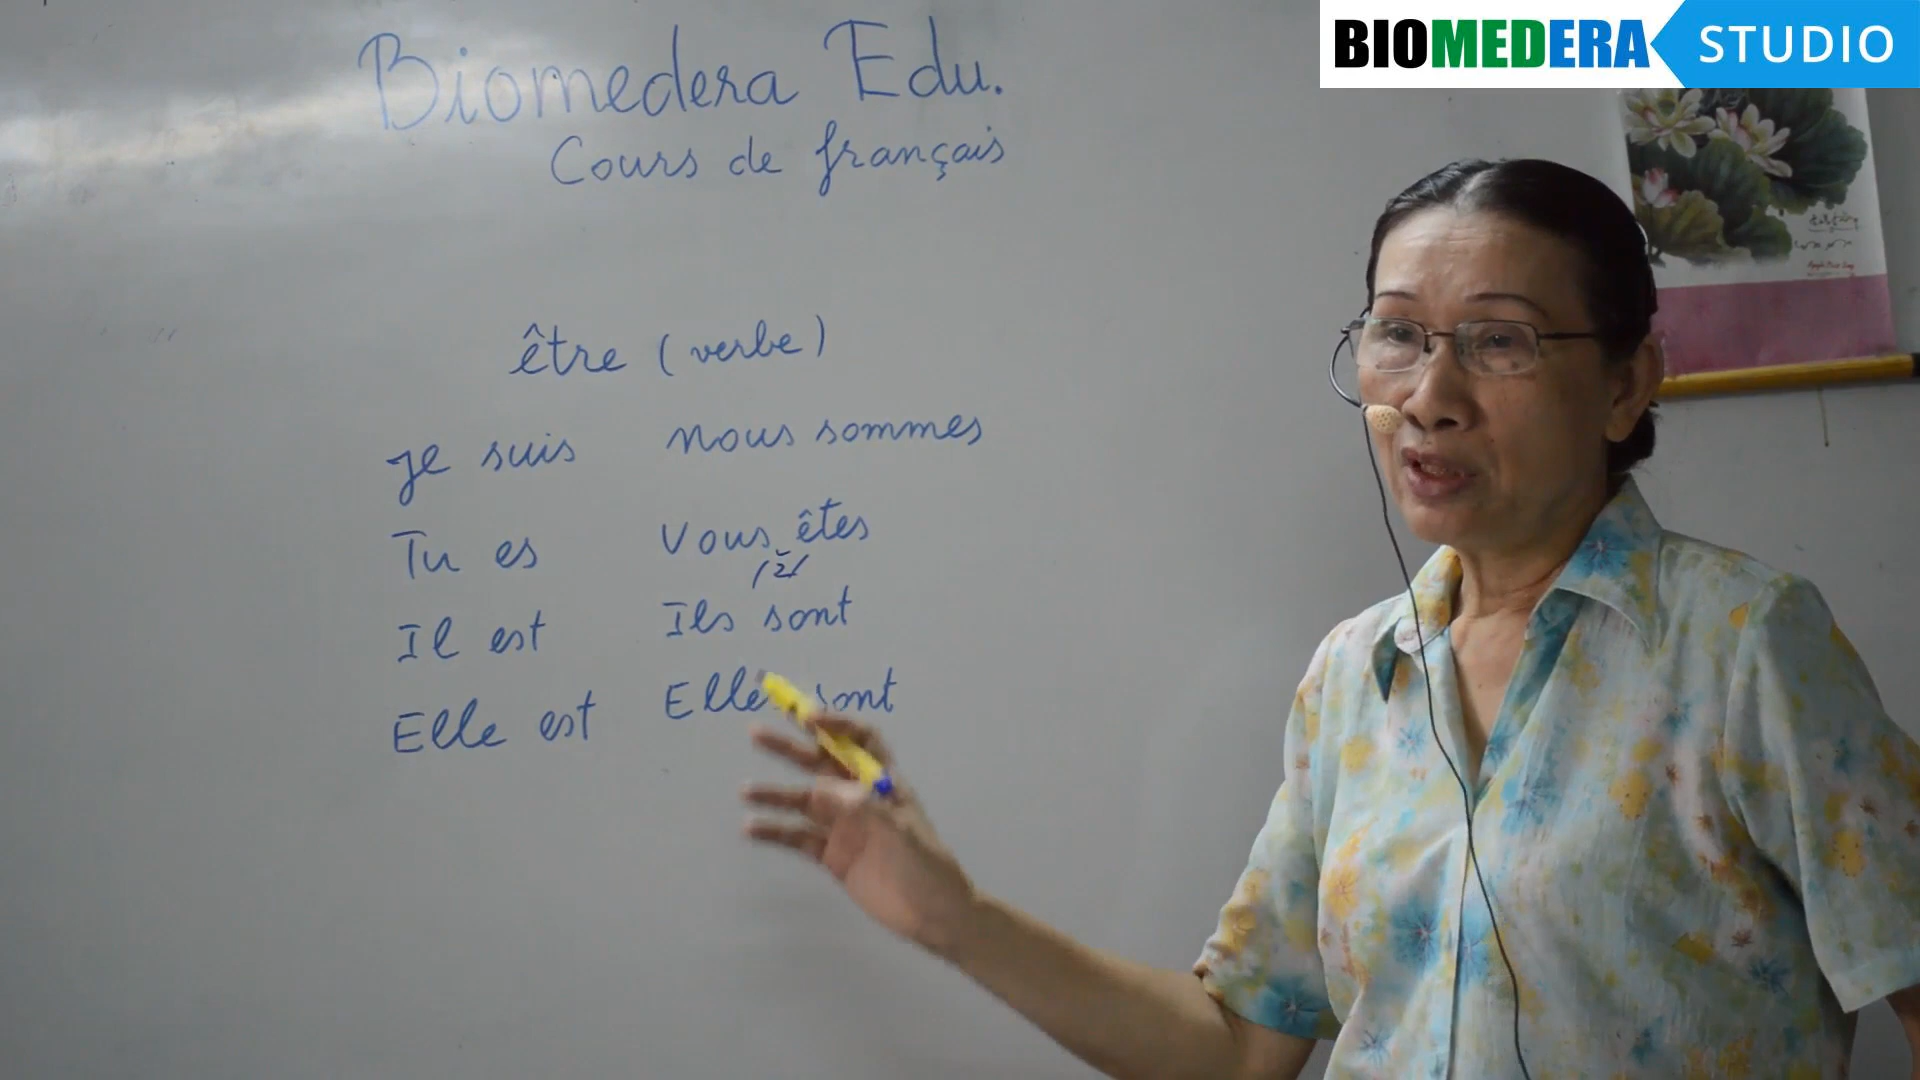 BIOMEDERA STUDIO
Biomedera Edu.
Cours de français
être (verbe)
je suis nous sommes
Tu es Vous êtes
/z/
Il est Ils sont
Elle est Elles sont